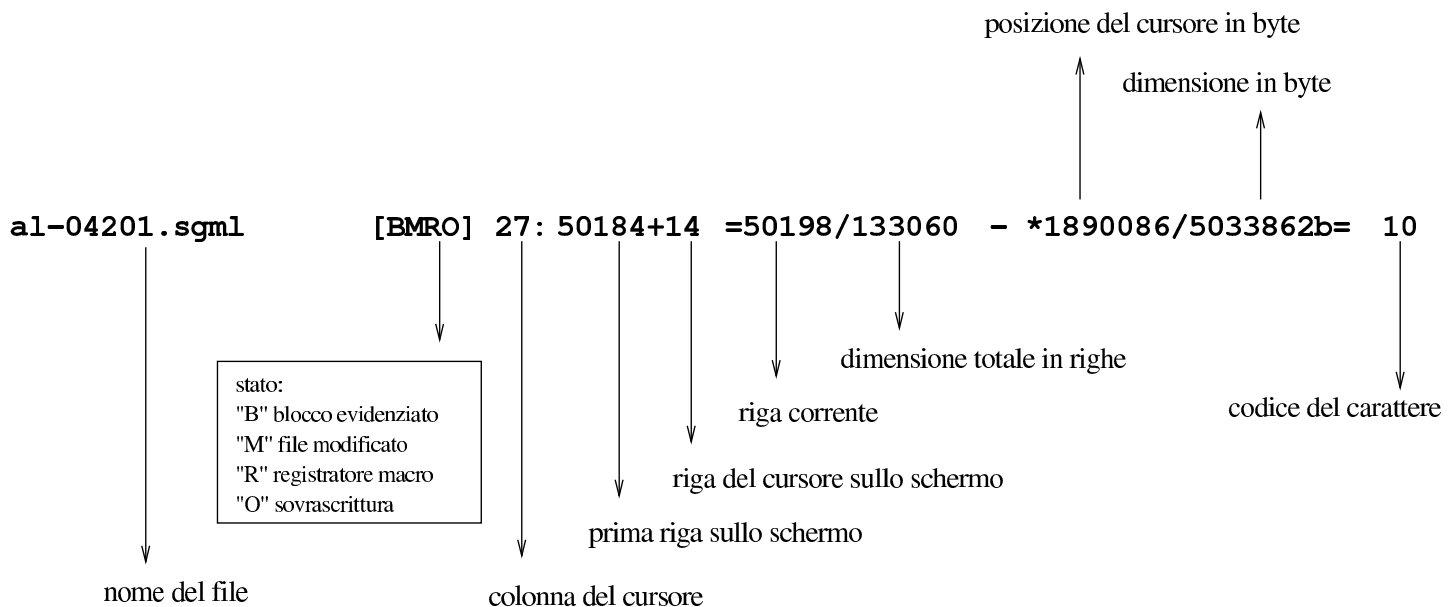 posizione del cursore in byte
dimensione in byte
al-04201.sgml [BMRO] 27: 50184+14 =50198/133060 - *1890086/5033862b= 10
dimensione totale in righe
stato:
"B" blocco evidenziato
"M" file modificato
"R" registratore macro
"O" sovrascrittura
riga corrente
codice del carattere
riga del cursore sullo schermo
prima riga sullo schermo
nome del file
colonna del cursore